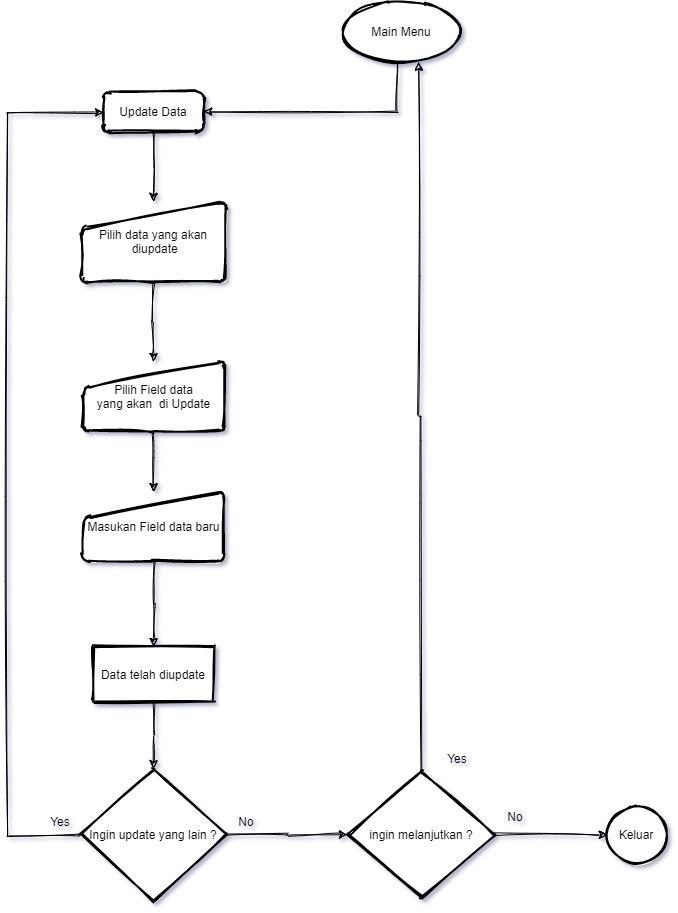 Main Menu
Update Data
Pilih data yang akan
diupdate
Pilih Field data
yang akan  di Update
Masukan Field data baru
Data telah diupdate
Yes
Yes
Ingin update yang lain ?
No
ingin melanjutkan ?
No
Keluar